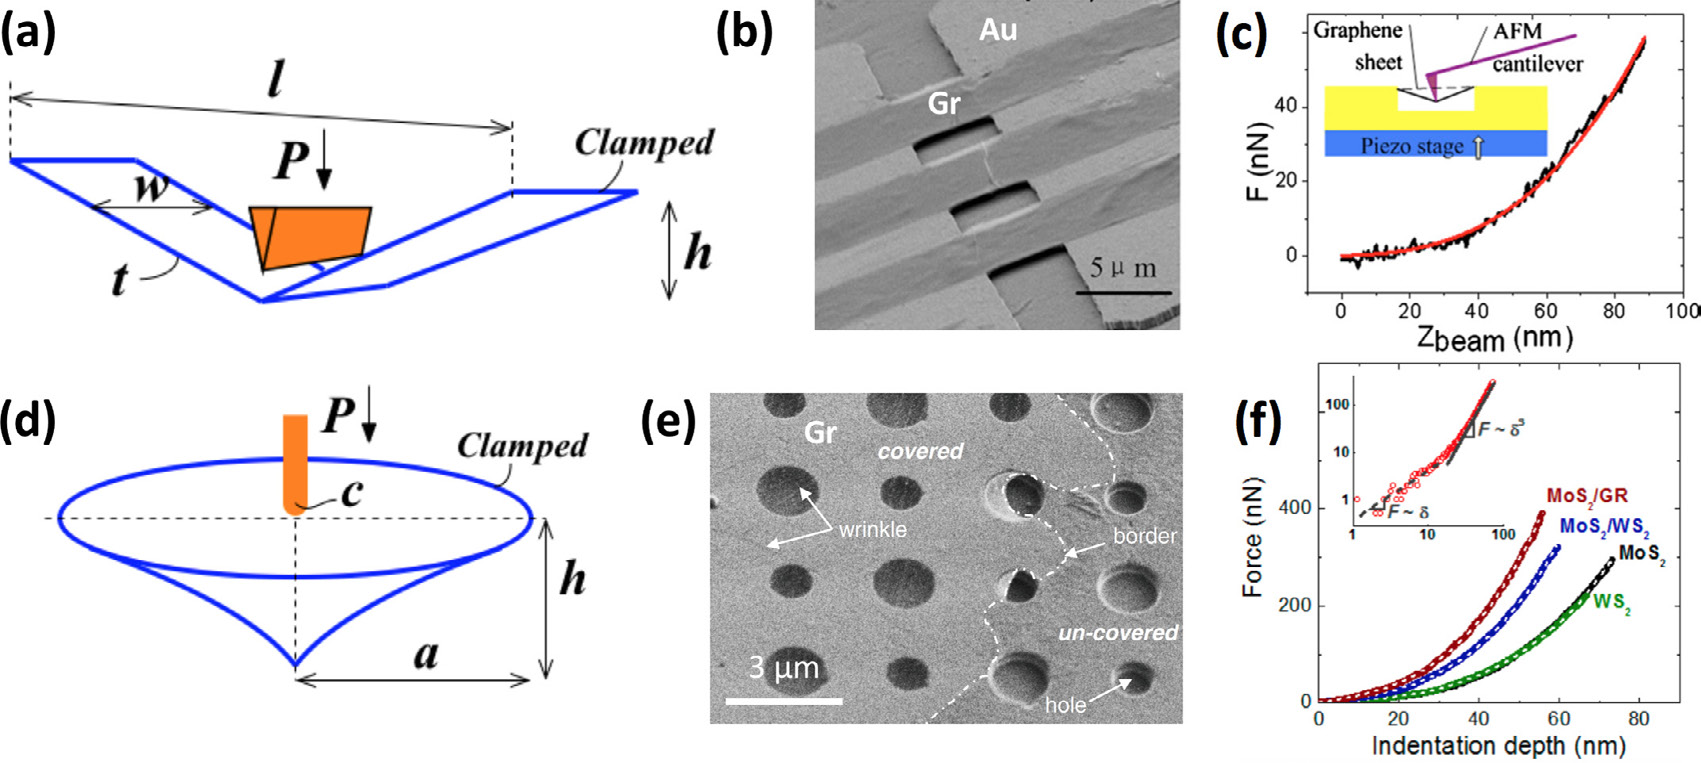 (a)
l
P
Clamped
w
h
t
(b)
Au
Gr
5 μm
(c)
Graphene
sheet
AFM
cantilever
Piezo stage
F (nN)
40
20
0
0 20 40 60 80 100
Zbeam (nm)
(d)
P
Clamped
c
h
a
(e)
Gr
covered
wrinkle
border
un-covered
3 μm
hole
(f)
100
10
1
1 10 100
F ~ δ³
F ~ δ
MoS₂/GR
MoS₂/WS₂
MoS₂
WS₂
Force (nN)
400
200
0
0 20 40 60 80
Indentation depth (nm)